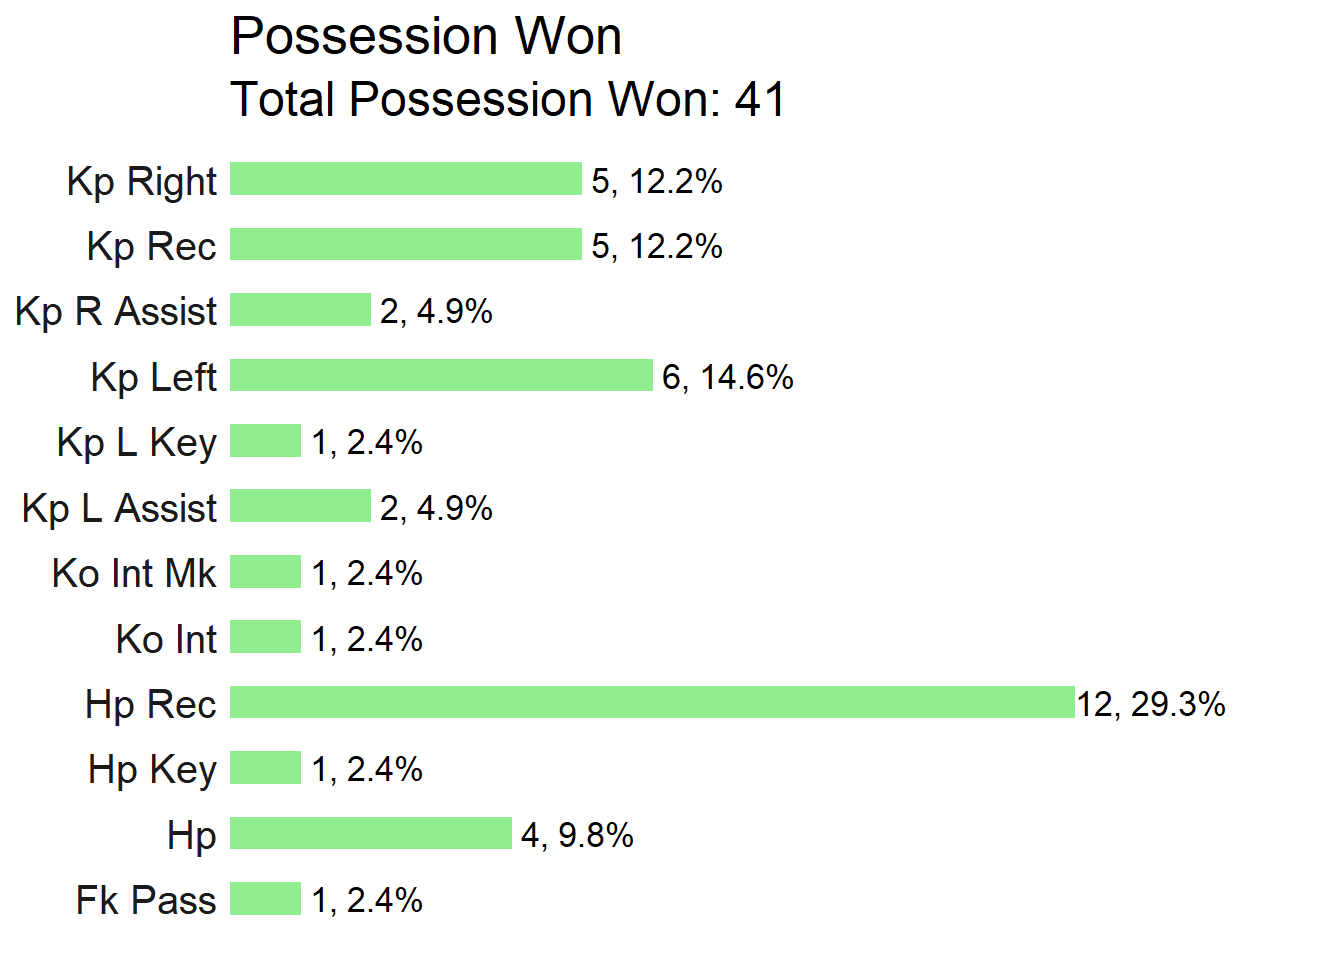 Possession Won
Total Possession Won: 41
Kp Right 5, 12.2%
Kp Rec 5, 12.2%
Kp R Assist 2, 4.9%
Kp Left 6, 14.6%
Kp L Key 1, 2.4%
Kp L Assist 2, 4.9%
Ko Int Mk 1, 2.4%
Ko Int 1, 2.4%
Hp Rec 12, 29.3%
Hp Key 1, 2.4%
Hp 4, 9.8%
Fk Pass 1, 2.4%